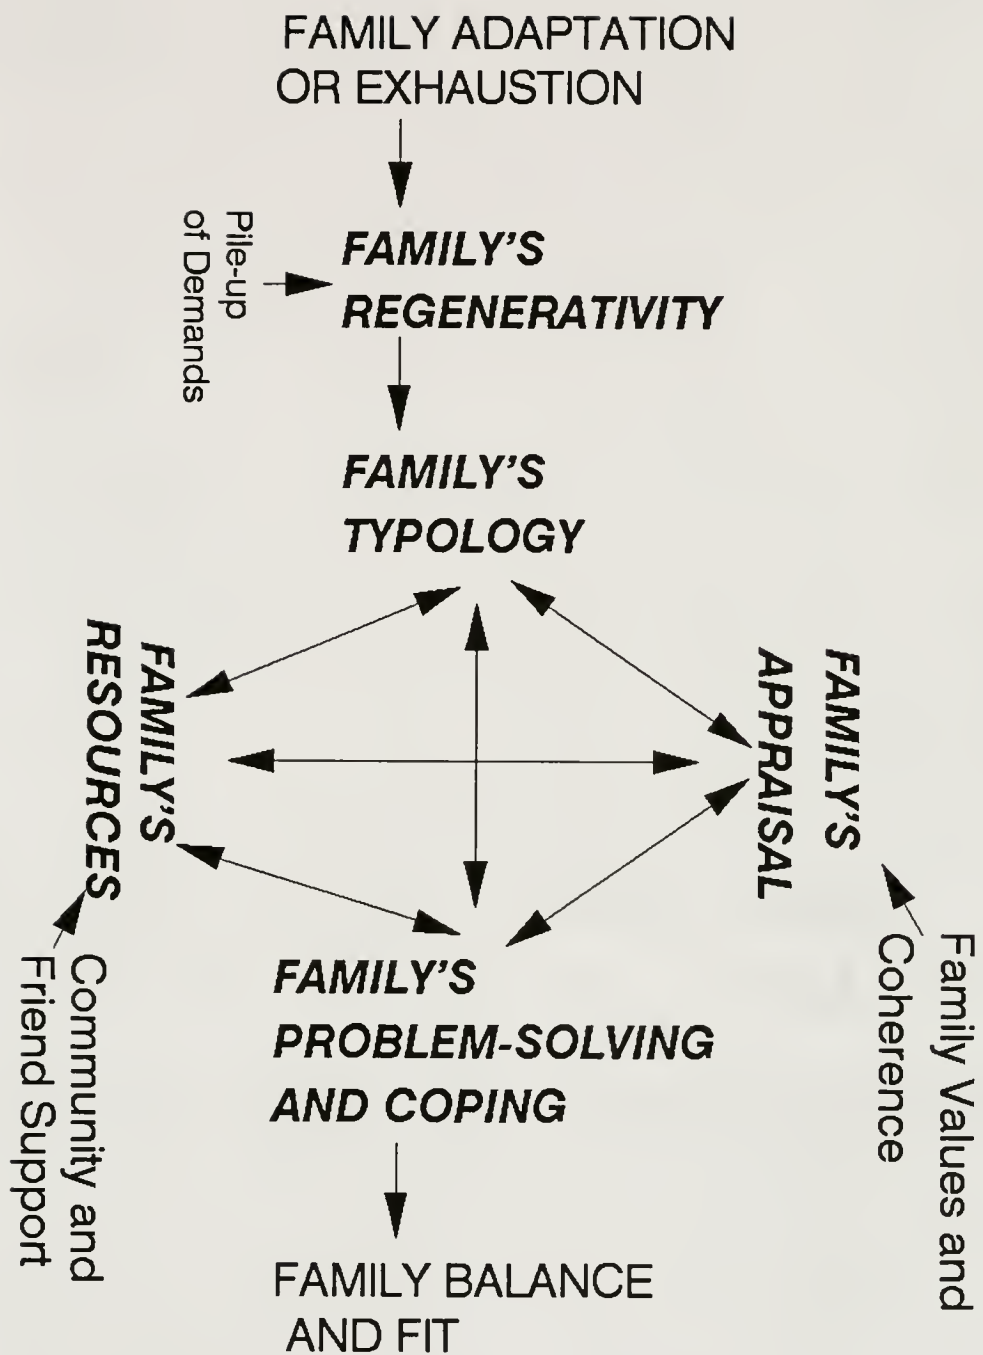 FAMILY ADAPTATION
OR EXHAUSTION
Pile-up
of Demands
FAMILY'S
REGENERATIVITY
FAMILY'S
TYPOLOGY
FAMILY'S
RESOURCES
FAMILY'S
APPRAISAL
Community and
Friend Support
Family Values and
Coherence
FAMILY'S
PROBLEM-SOLVING
AND COPING
FAMILY BALANCE
AND FIT